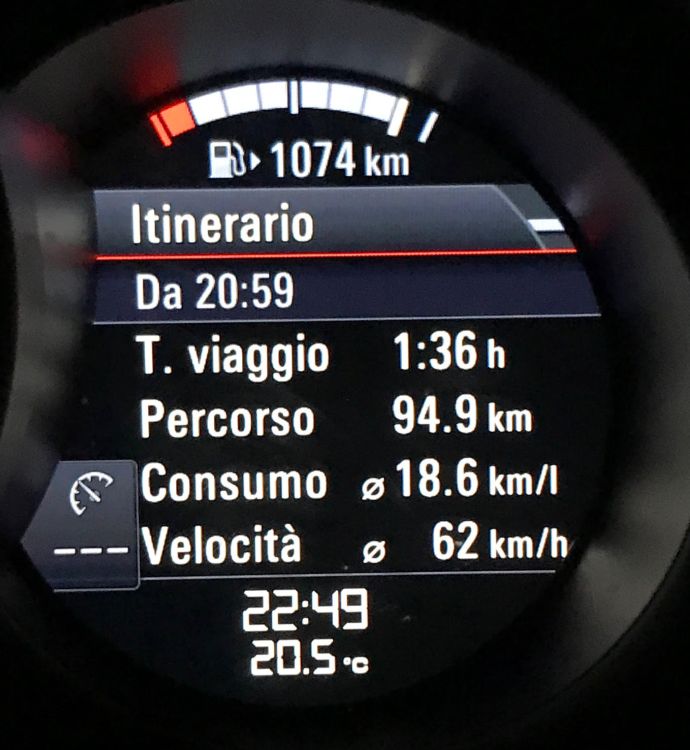 1074 km
Itinerario
Da 20:59
T. viaggio 1:36 h
Percorso 94.9 km
Consumo ⌀ 18.6 km/l
--- Velocità ⌀ 62 km/h
22:49
20.5 °C